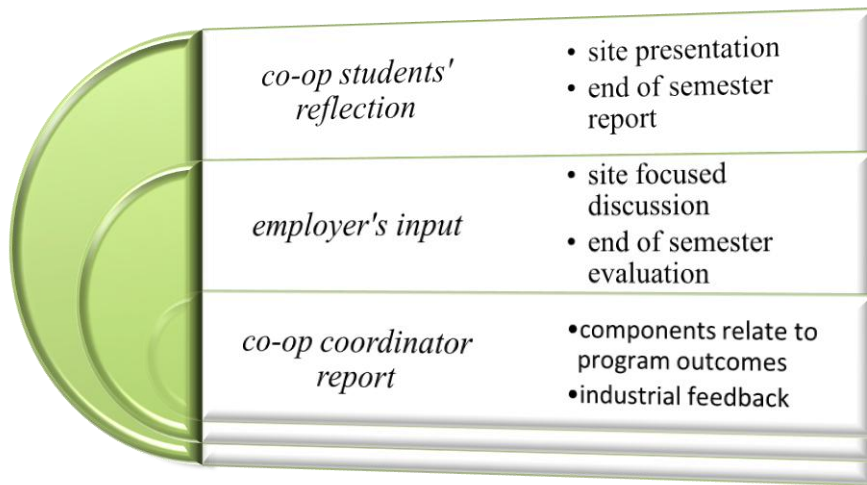 co-op students'
reflection
• site presentation
• end of semester
report
employer's input
• site focused
discussion
• end of semester
evaluation
co-op coordinator
report
•components relate to
program outcomes
•industrial feedback